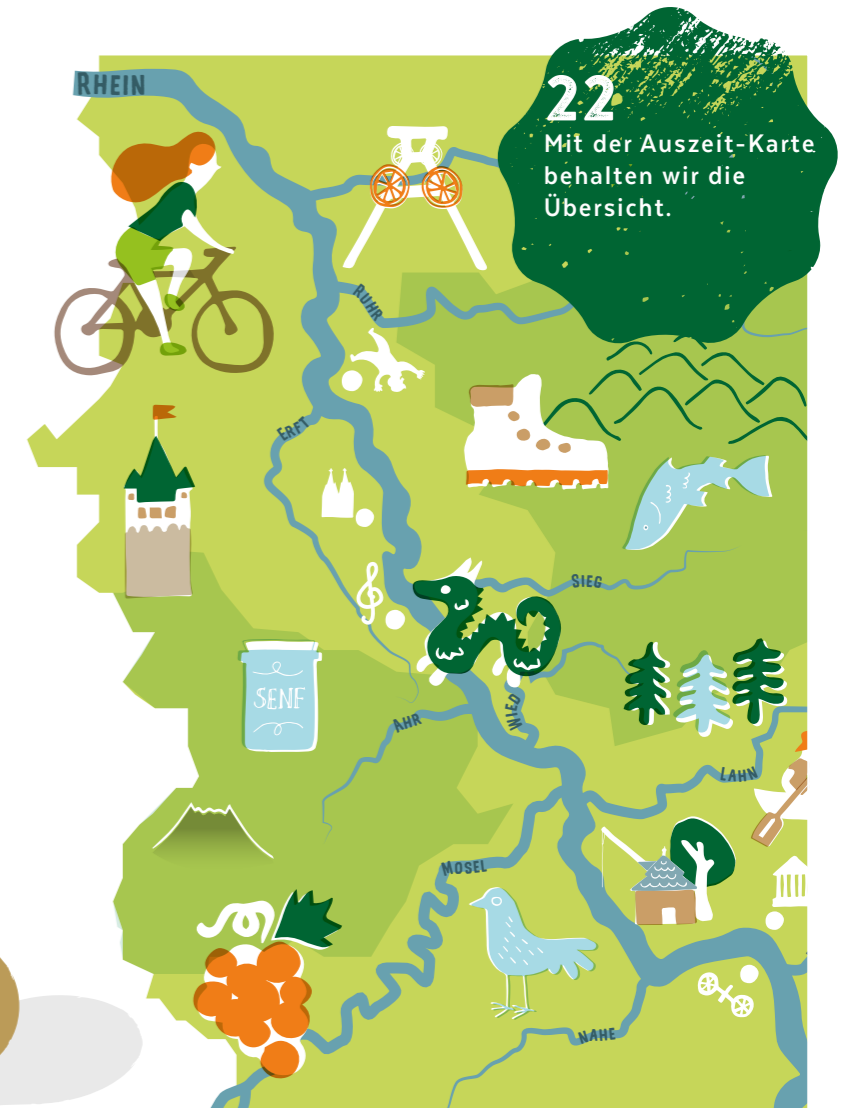 RHEIN
22
Mit der Auszeit-Karte
behalten wir die
Übersicht.
RUHR
ERFT
SIEG
SENF
AHR
WIED
LAHN
MOSEL
NAHE